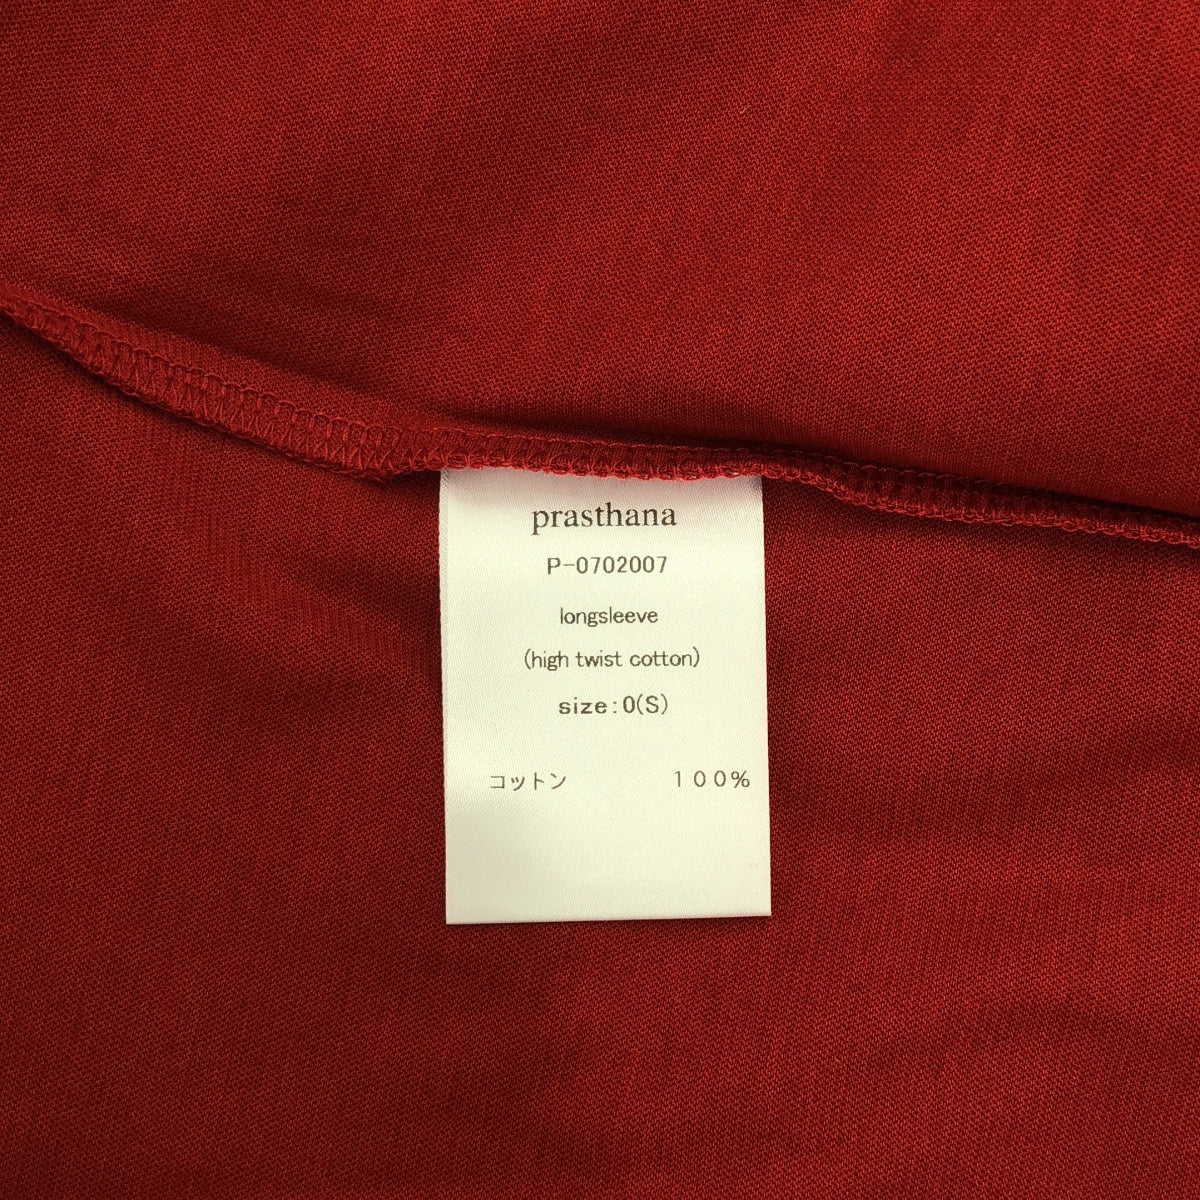 prasthana
P-0702007
longsleeve
(high twist cotton)
size:0(S)
コットン １００%